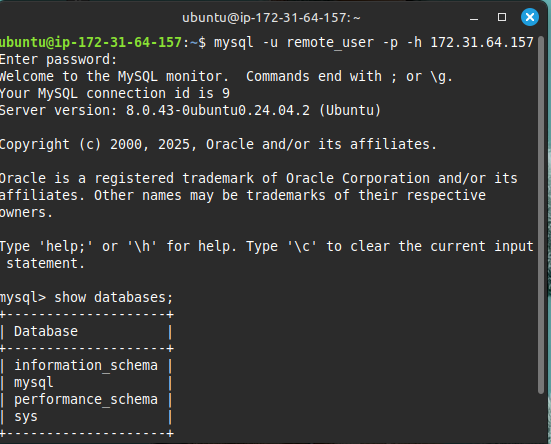 ubuntu@ip-172-31-64-157: ~
ubuntu@ip-172-31-64-157:~$ mysql -u remote_user -p -h 172.31.64.157
Enter password:
Welcome to the MySQL monitor.  Commands end with ; or \g.
Your MySQL connection id is 9
Server version: 8.0.43-0ubuntu0.24.04.2 (Ubuntu)
Copyright (c) 2000, 2025, Oracle and/or its affiliates.
Oracle is a registered trademark of Oracle Corporation and/or its
affiliates. Other names may be trademarks of their respective
owners.
Type 'help;' or '\h' for help. Type '\c' to clear the current input
 statement.
mysql> show databases;
+--------------------+
| Database           |
+--------------------+
| information_schema |
| mysql              |
| performance_schema |
| sys                |
+--------------------+